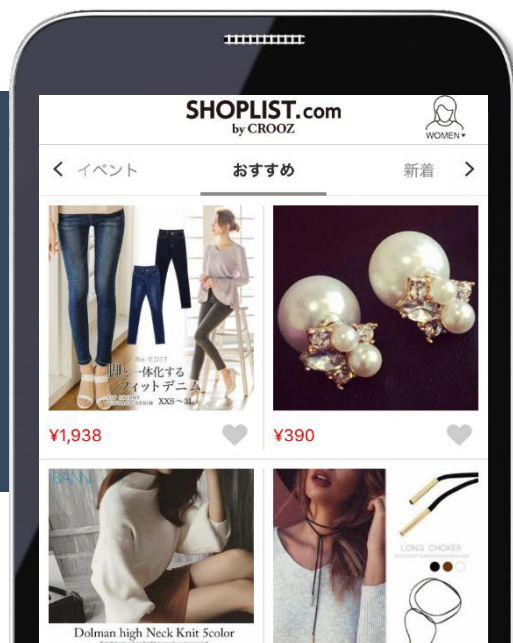 SHOPLIST.com
by CROOZ
WOMEN▼
< イベント
おすすめ
新着 >
Re:EDIT
脚と一体化する
フィットデニム
XXS～3L
¥1,938
¥390
BANN
Dolman high Neck Knit 5color
LONG CHOKER